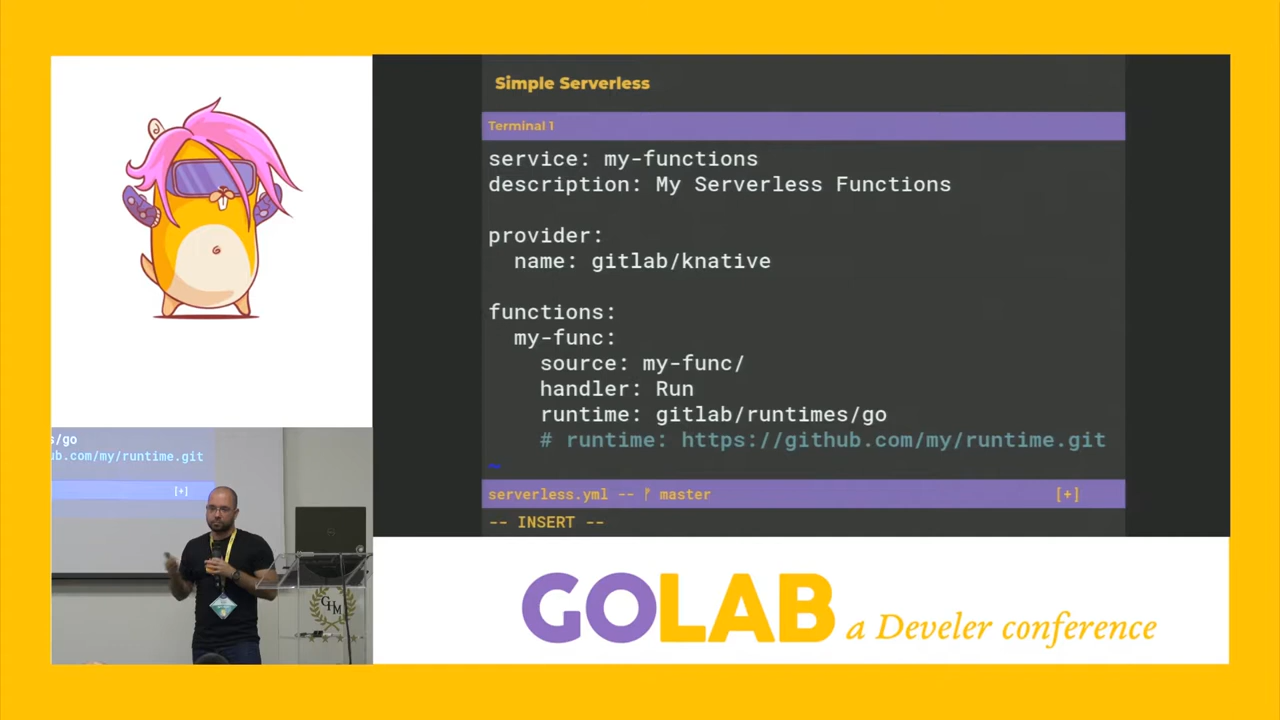 Simple Serverless
Terminal 1
service: my-functions
description: My Serverless Functions
provider:
name: gitlab/knative
functions:
my-func:
source: my-func/
handler: Run
runtime: gitlab/runtimes/go
# runtime: https://github.com/my/runtime.git
serverless.yml -- ᚠ master [+]
-- INSERT --
s/go
ub.com/my/runtime.git
[+]
GHM
GOLAB a Develer conference